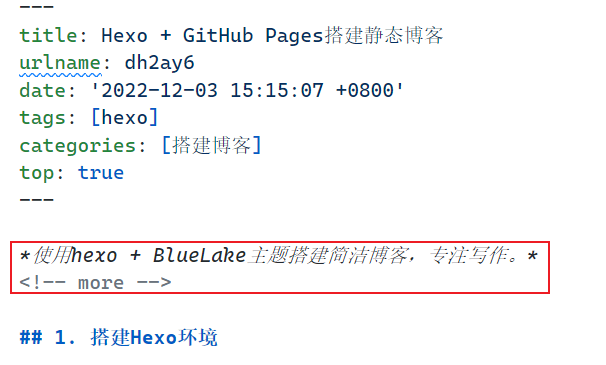 ---
title: Hexo + GitHub Pages搭建静态博客
urlname: dh2ay6
date: '2022-12-03 15:15:07 +0800'
tags: [hexo]
categories: [搭建博客]
top: true
---
*使用hexo + BlueLake主题搭建简洁博客，专注写作。*
<!-- more -->
## 1. 搭建Hexo环境